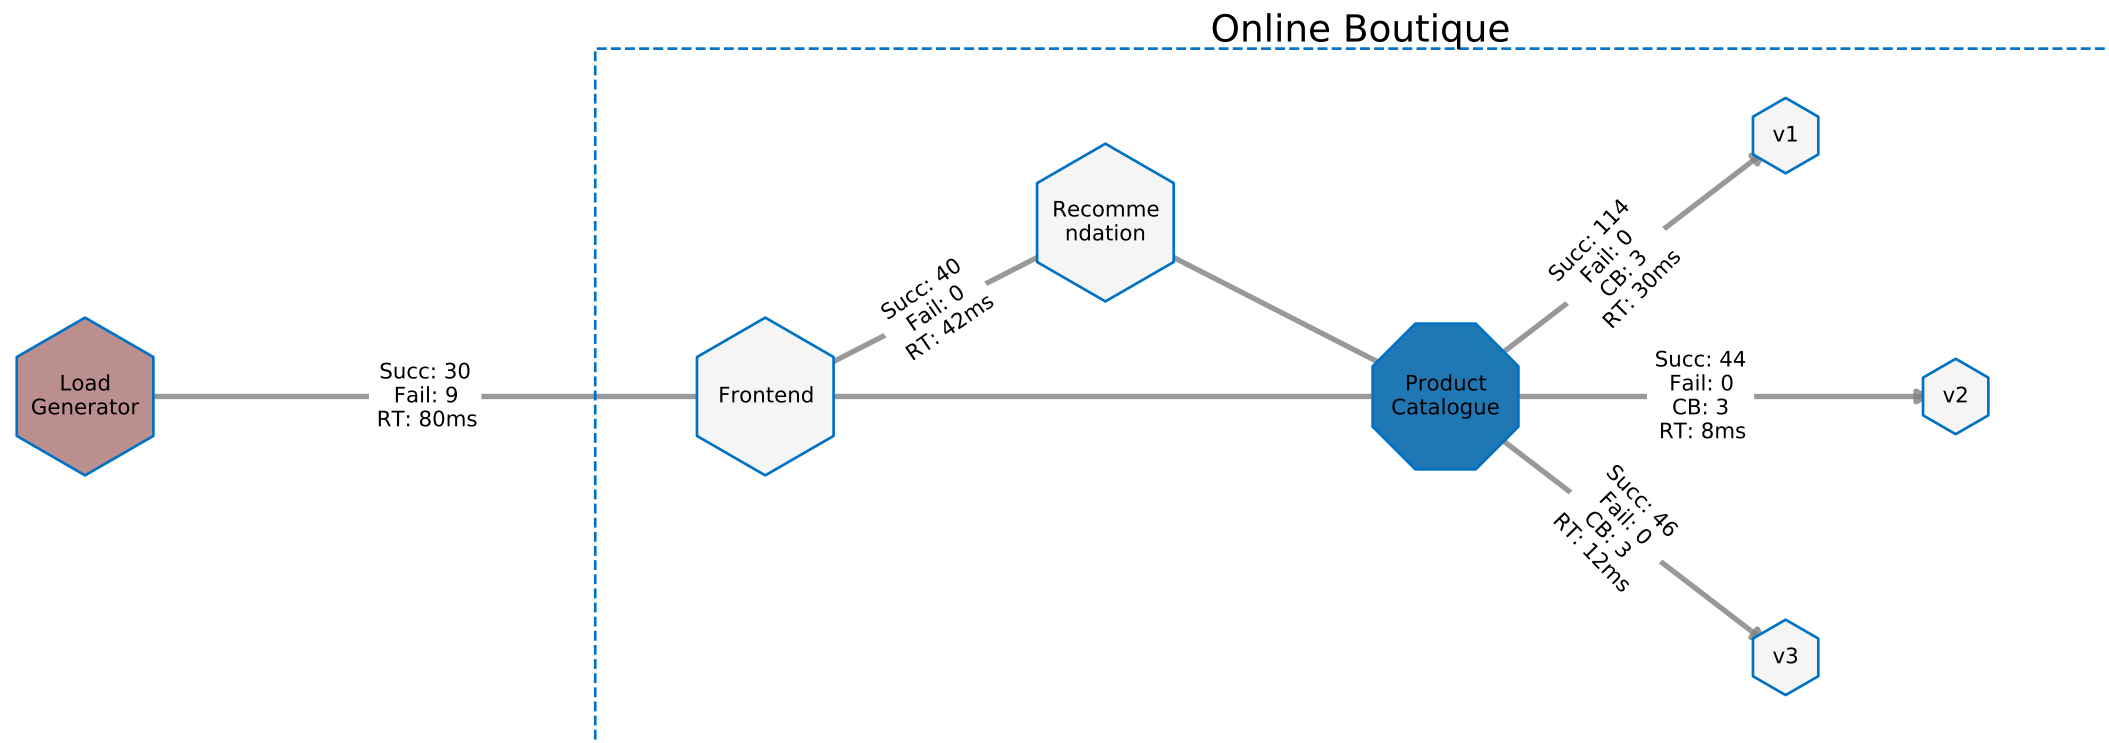 Online Boutique
Load
Generator
Succ: 30
Fail: 9
RT: 80ms
Frontend
Succ: 40
Fail: 0
RT: 42ms
Recomme
ndation
Product
Catalogue
Succ: 114
Fail: 0
CB: 3
RT: 30ms
v1
Succ: 44
Fail: 0
CB: 3
RT: 8ms
v2
Succ: 46
Fail: 0
CB: 3
RT: 12ms
v3